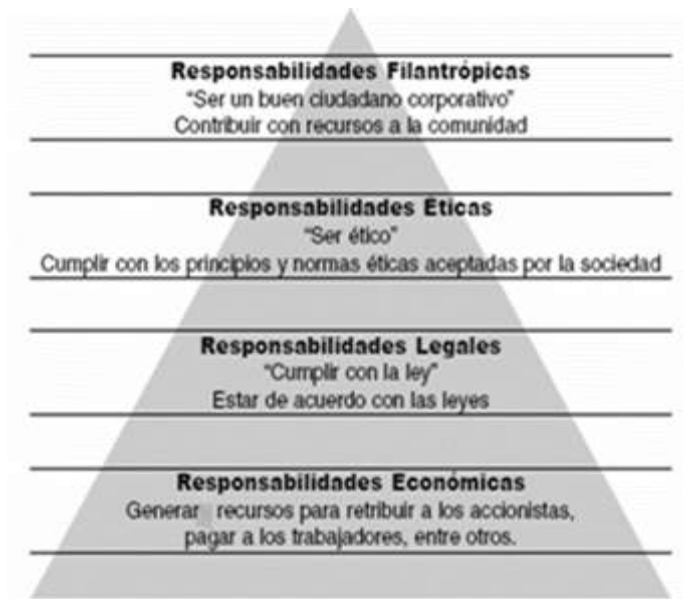 Responsabilidades Filantrópicas
“Ser un buen ciudadano corporativo”
Contribuir con recursos a la comunidad
Responsabilidades Éticas
“Ser ético”
Cumplir con los principios y normas éticas aceptadas por la sociedad
Responsabilidades Legales
“Cumplir con la ley”
Estar de acuerdo con las leyes
Responsabilidades Económicas
Generar recursos para retribuir a los accionistas,
pagar a los trabajadores, entre otros.